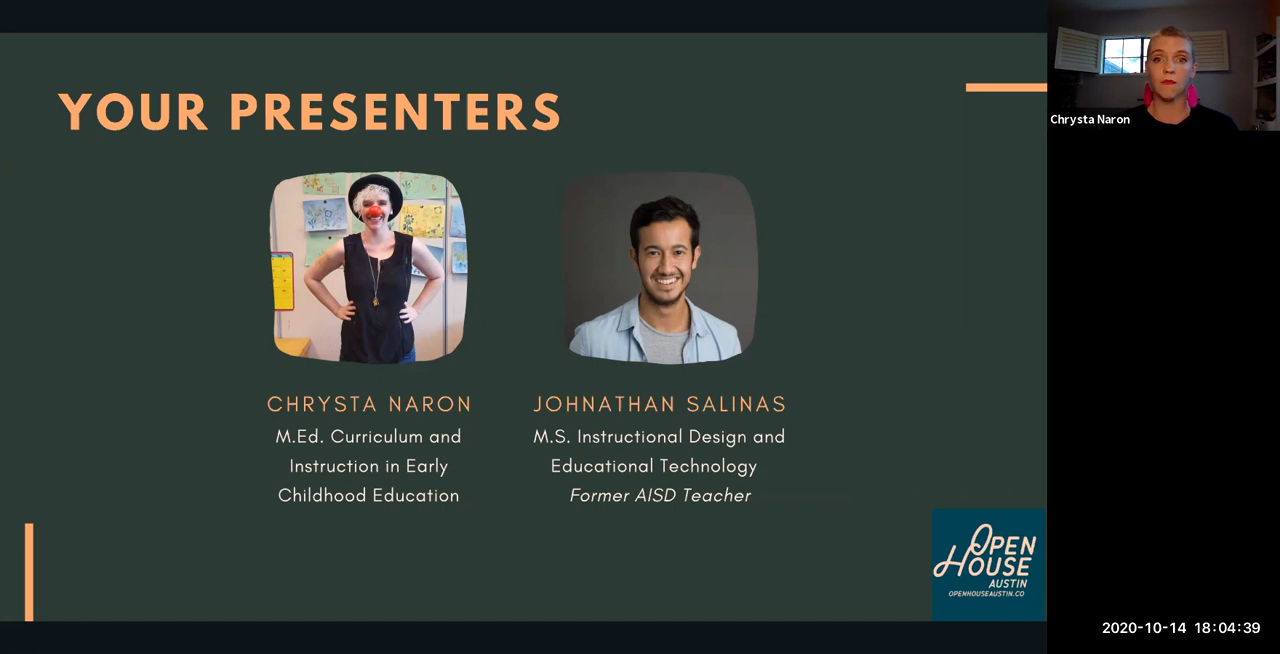 YOUR PRESENTERS
CHRYSTA NARON
M.Ed. Curriculum and
Instruction in Early
Childhood Education
JOHNATHAN SALINAS
M.S. Instructional Design and
Educational Technology
Former AISD Teacher
OPEN
HOUSE
AUSTIN
OPENHOUSEAUSTIN.CO
Chrysta Naron
2020-10-14 18:04:39